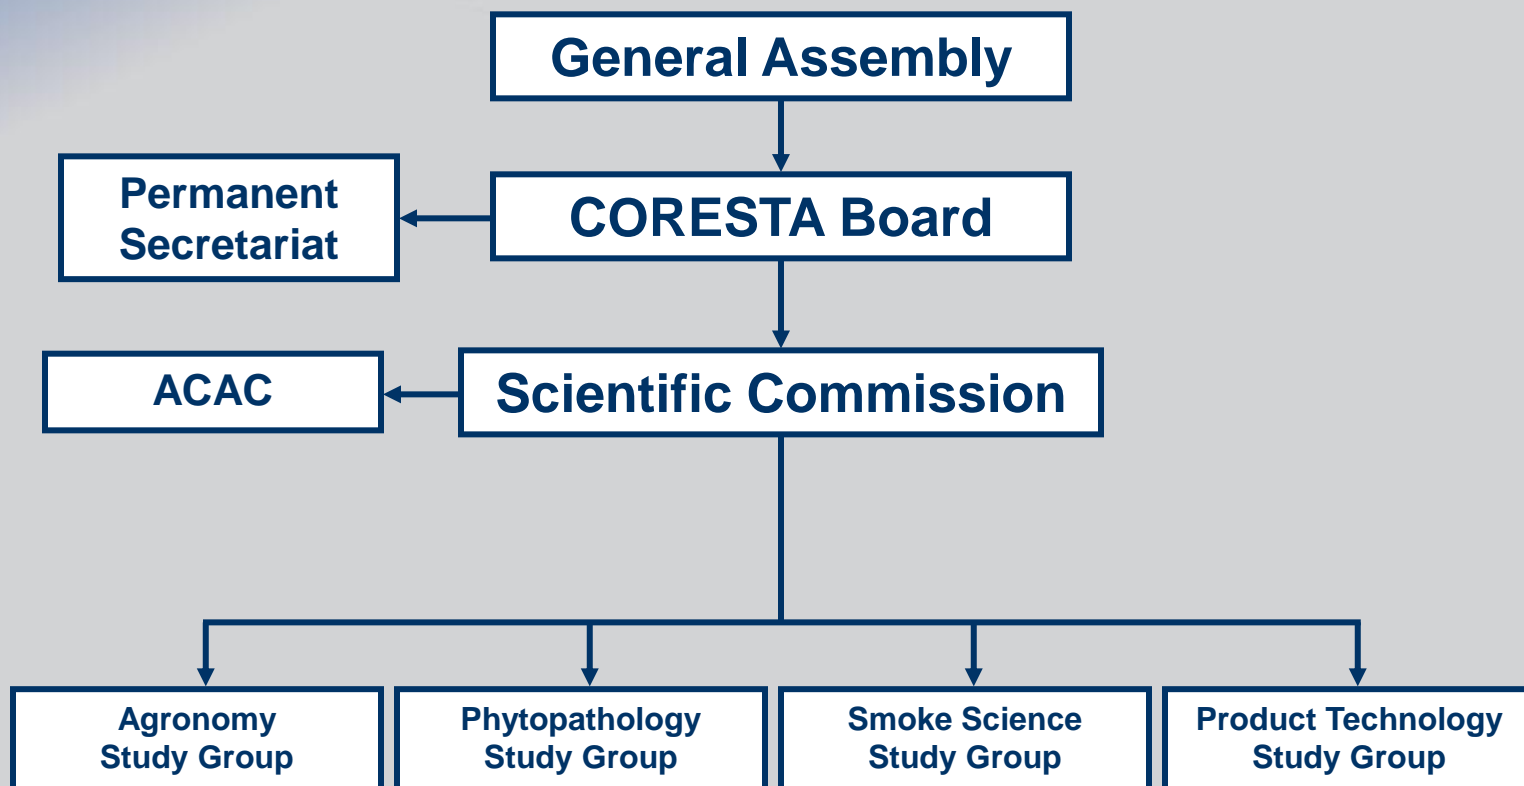 General Assembly
Permanent
Secretariat
CORESTA Board
ACAC
Scientific Commission
Agronomy
Study Group
Phytopathology
Study Group
Smoke Science
Study Group
Product Technology
Study Group